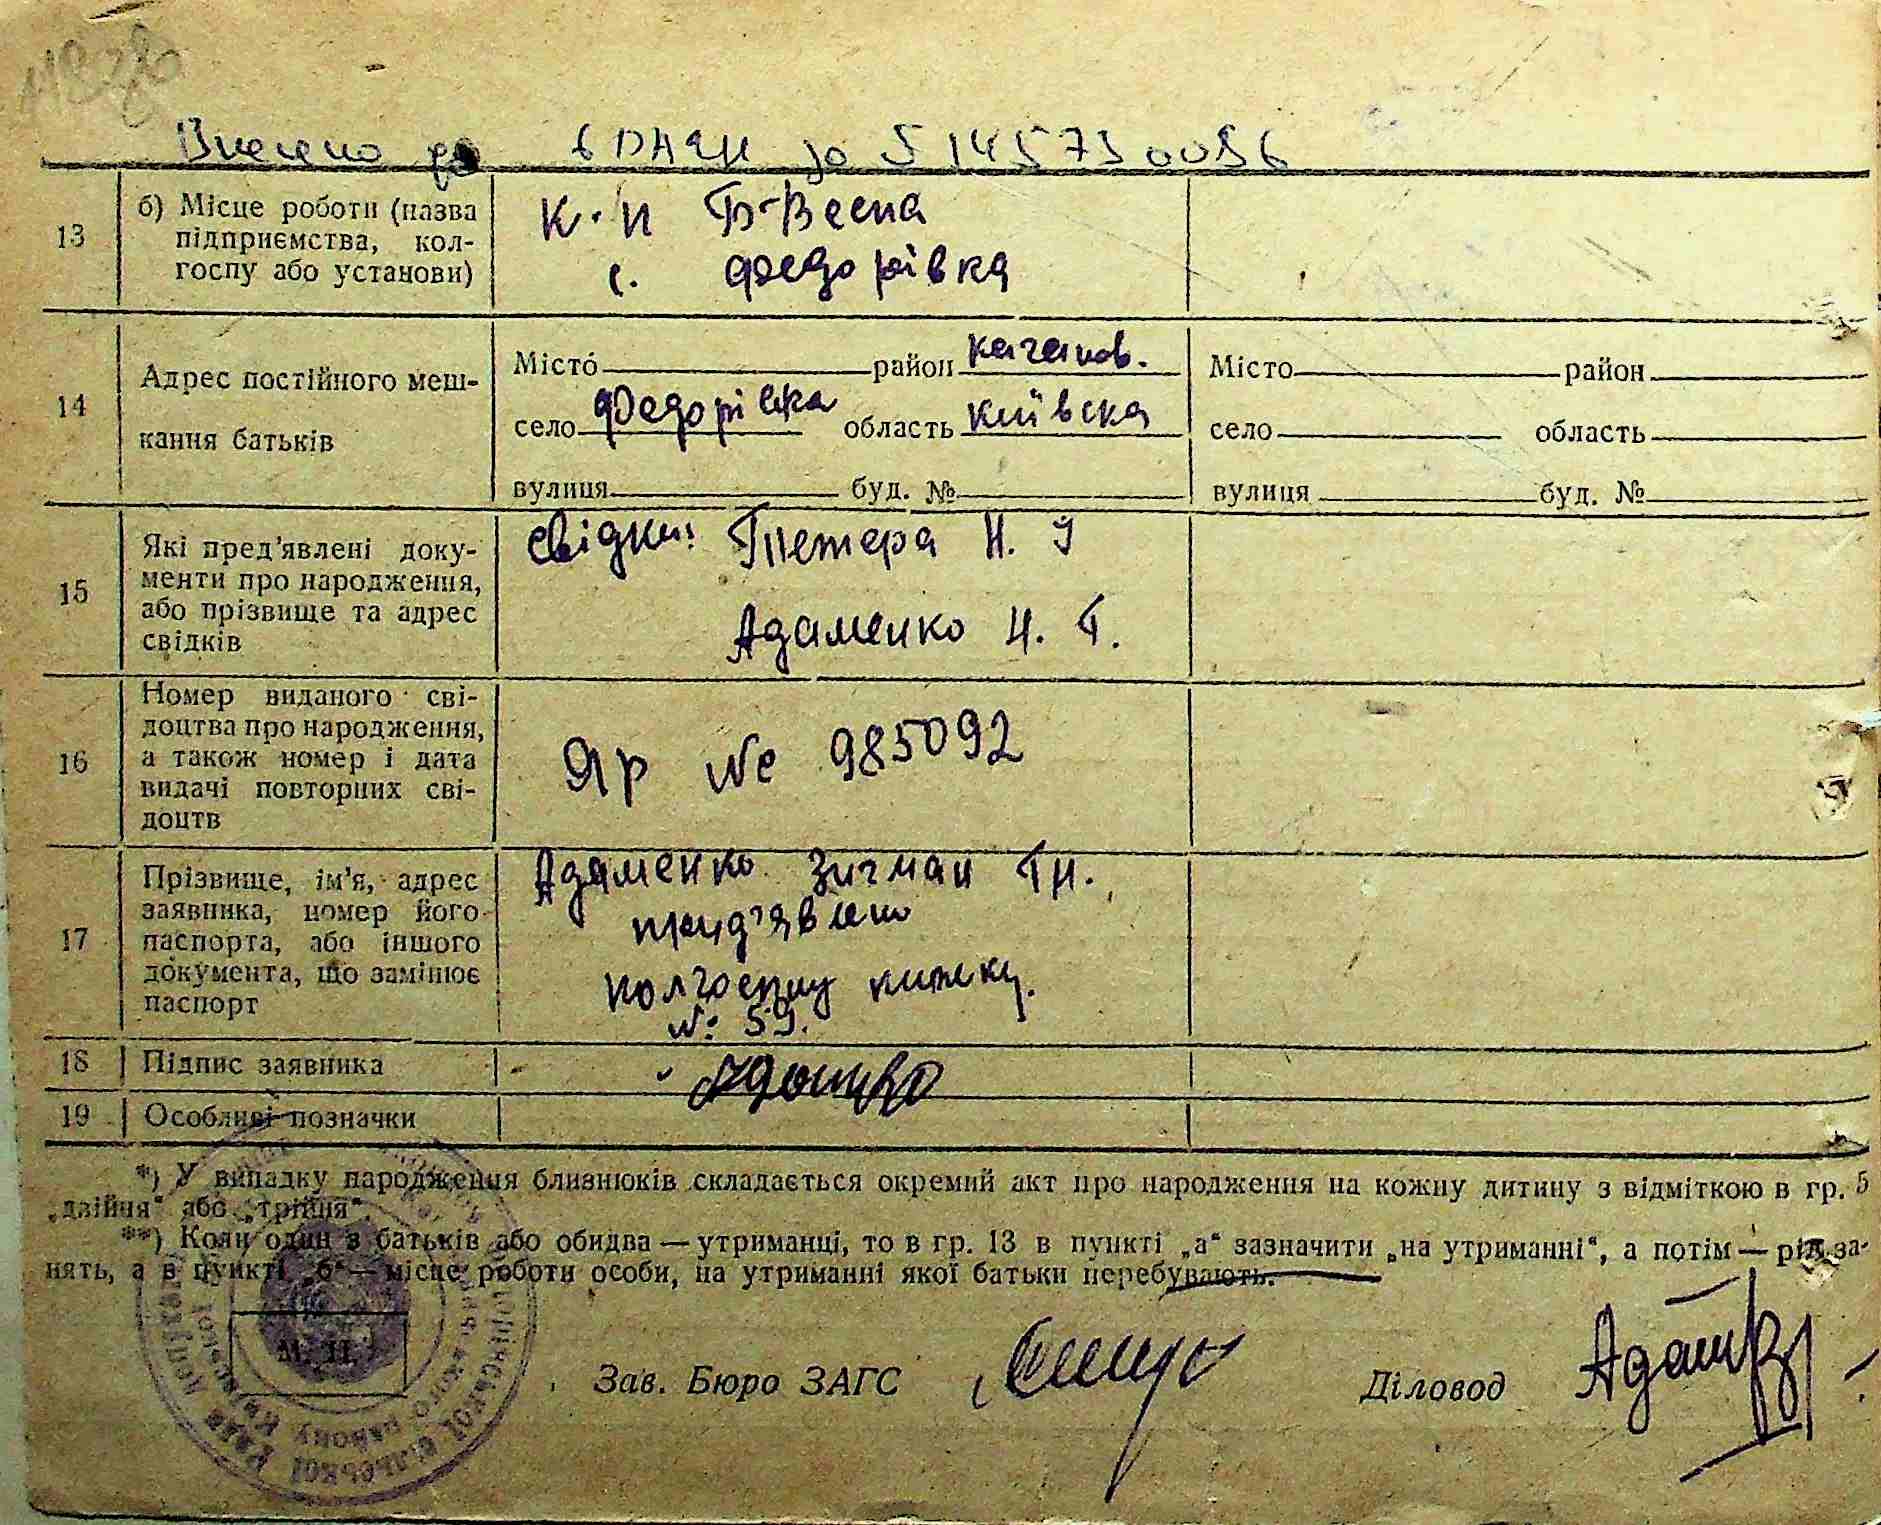 Внесено до в ДРАЦН
13
б) Місце роботи (назва підприємства, колгоспу або установи)
Б-Весна
с. Федорівка
14
Адрес постійного мешкання батьків
Місто район Каганов.
село Федорівка область київска
вулиця буд. №
Місто район
село область
вулиця буд. №
15
Які пред'явлені документи про народження, або прізвище та адрес свідків
свідки: Тетера Н.
Адаменко Н. Т.
16
Номер виданого свідоцтва про народження, а також номер і дата видачі повторних свідоцтв
Яр № 985092
17
Прізвище, ім'я, адрес заявника, номер його паспорта, або іншого документа, що замінює паспорт
Адаменко Зигман
пред'явлено
колгоспну книжку.
№: 59.
18
Підпис заявника
19
Особливі позначки
*) У випадку народження близнюків складається окремий акт про народження на кожну дитину з відміткою в гр. 5
„двійня“ або „трійня“.
**) Коли один з батьків або обидва — утриманці, то в гр. 13 в пункті „а“ зазначити „на утриманні“, а потім — рід за-
нять, а в пункті „б“ — місце роботи особи, на утриманні якої батьки перебувають.
М. П.
Зав. Бюро ЗАГС
Діловод